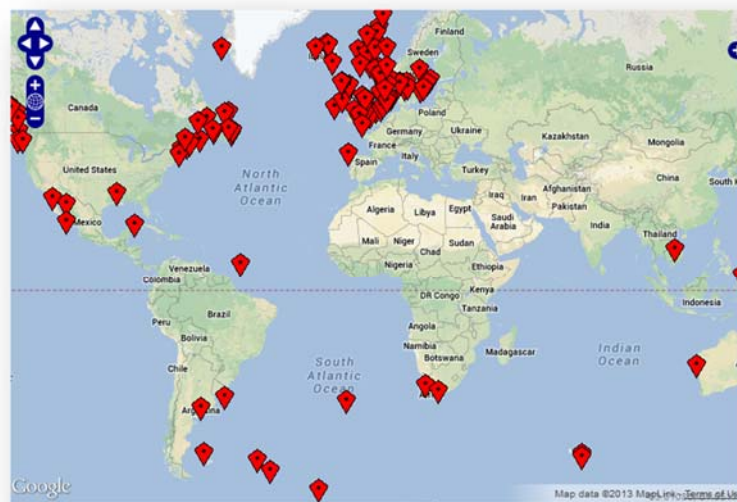 Finland
Sweden
Russia
Canada
Poland
Germany
Ukraine
France
Kazakhstan
Mongolia
Spain
Italy
Turkey
United States
North
Atlantic
Ocean
China
Iraq
Iran
Afghanistan
Pakistan
Algeria
Libya
Egypt
Saudi
Arabia
India
Mexico
Mali
Niger
Chad
Sudan
Thailand
Nigeria
Ethiopia
Venezuela
Colombia
Kenya
DR Congo
Indonesia
Tanzania
Peru
Brazil
Angola
Bolivia
Namibia
Madagascar
Botswana
Chile
South
Atlantic
Ocean
Indian
Ocean
Google
Map data ©2013 MapLink - Terms of U